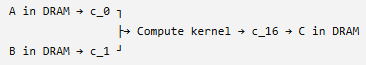 A in DRAM → c_0 ┐
├→ Compute kernel → c_16 → C in DRAM
B in DRAM → c_1 ┘